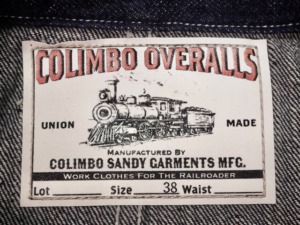 COLIMBO OVERALLS
UNION MADE
MANUFACTURED BY
COLIMBO SANDY GARMENTS MFG.
WORK CLOTHES FOR THE RAILROADER
Lot Size 38 Waist